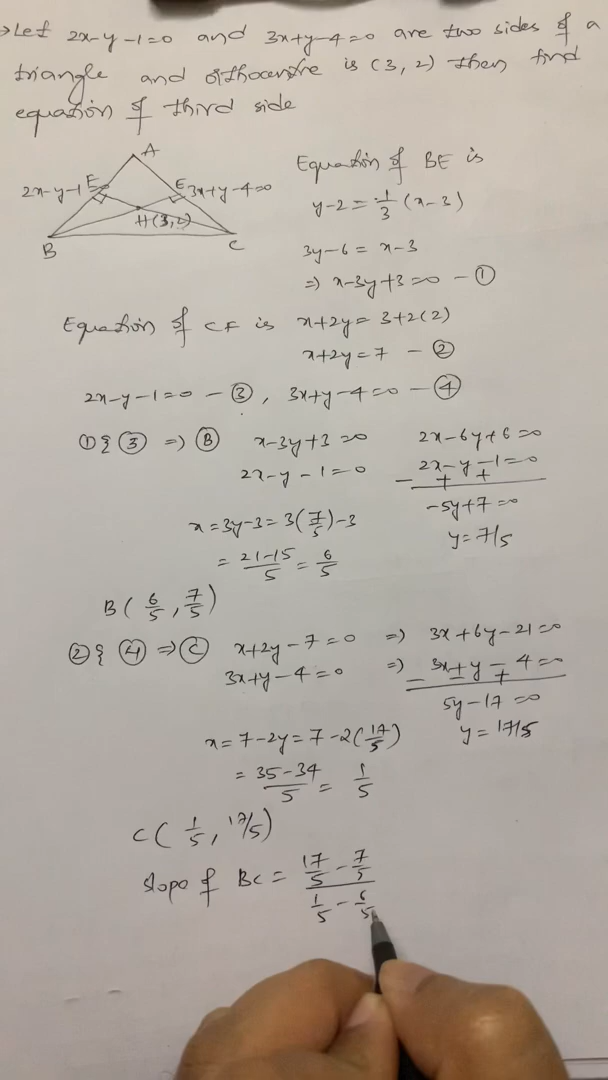 → Let 2x-y-1=0 and 3x+y-4=0 are two sides of a
triangle and orthocentre is (3,2) then find
equation of third side
A
2x-y-1 E E 3x+y-4=0
H(3,2)
B C
Equation of BE is
y-2 = 1/3 (x-3)
3y-6 = x-3
=) x-3y+3=0 - ①
Equation of CF is x+2y = 3+2(2)
x+2y=7 - ②
2x-y-1=0 - ③, 3x+y-4=0 - ④
① & ③ => Ⓑ x-3y+3=0 2x-6y+6=0
2x-y-1=0 2x-y-1=0
- + +
-5y+7=0
x=3y-3=3(7/5)-3 y=7/5
= 21-15/5 = 6/5
B(6/5, 7/5)
② & ④ => Ⓒ x+2y-7=0 =) 3x+6y-21=0
3x+y-4=0 =) 3x+y-4=0
- - +
5y-17=0
x=7-2y=7-2(17/5) y=17/5
= 35-34/5 = 1/5
C(1/5, 17/5)
slope of BC = 17/5 - 7/5
1/5 - 6/5